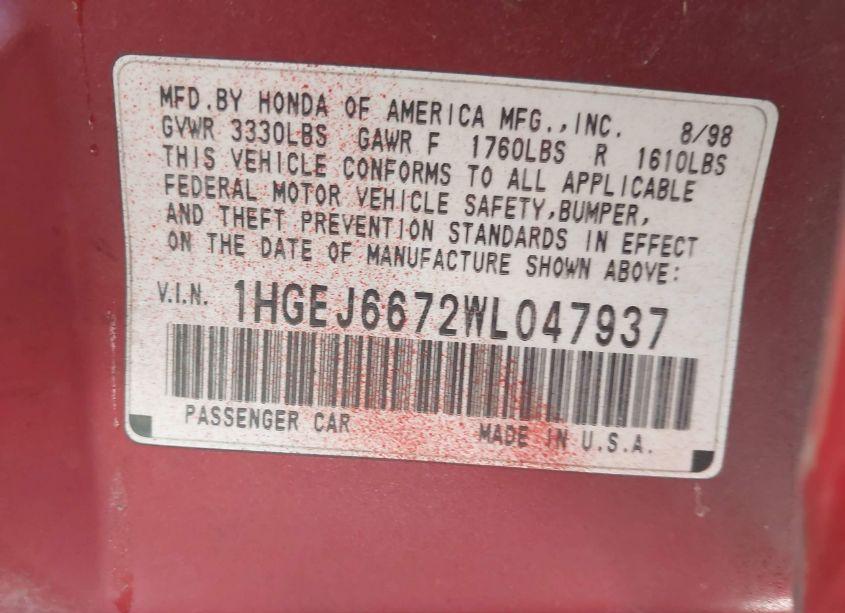 MFD.BY HONDA OF AMERICA MFG.,INC. 8/98
GVWR 3330LBS GAWR F 1760LBS R 1610LBS
THIS VEHICLE CONFORMS TO ALL APPLICABLE
FEDERAL MOTOR VEHICLE SAFETY,BUMPER,
AND THEFT PREVENTION STANDARDS IN EFFECT
ON THE DATE OF MANUFACTURE SHOWN ABOVE:
V.I.N. 1HGEJ6672WL047937
PASSENGER CAR MADE IN U.S.A.